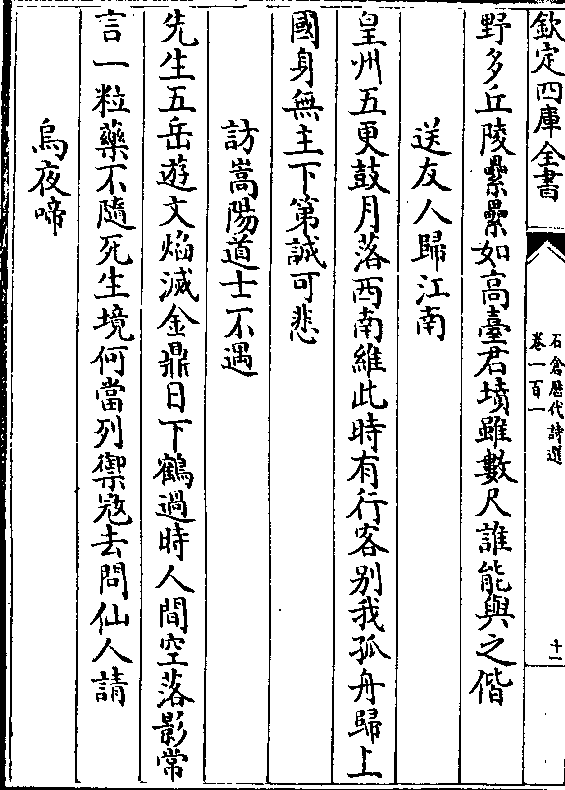 欽定四庫全書
石倉歷代詩選
卷一百一
十一
野多丘陵纍纍如高臺君墳雖數尺誰能與之偕
送友人歸江南
皇州五更鼓月落西南維此時有行客別我孤舟歸上
國身無主下第誠可悲
訪嵩陽道士不遇
先生五岳遊文焰滅金鼎日下鶴過時人間空落影常
言一粒藥不隨死生境何當列禦寇去問仙人請
烏夜啼